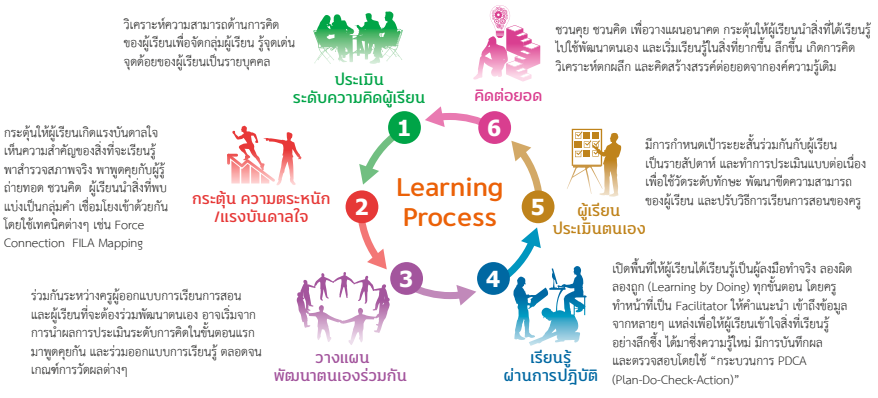 วิเคราะห์ความสามารถด้านการคิด
ของผู้เรียนเพื่อจัดกลุ่มผู้เรียน รู้จุดเด่น
จุดด้อยของผู้เรียนเป็นรายบุคคล
ประเมิน
ระดับความคิดผู้เรียน
1
กระตุ้นให้ผู้เรียนเกิดแรงบันดาลใจ
เห็นความสำคัญของสิ่งที่จะเรียนรู้
พาสำรวจสภาพจริง พาพูดคุยกับผู้รู้
ถ่ายทอด ชวนคิด ผู้เรียนนำสิ่งที่พบ
แบ่งเป็นกลุ่มคำ เชื่อมโยงเข้าด้วยกัน
โดยใช้เทคนิคต่างๆ เช่น Force
Connection FILA Mapping
กระตุ้น ความตระหนัก
/แรงบันดาลใจ
2
ร่วมกันระหว่างครูผู้ออกแบบการเรียนการสอน
และผู้เรียนที่จะต้องร่วมพัฒนาตนเอง อาจเริ่มจาก
การนำผลการประเมินระดับการคิดในขั้นตอนแรก
มาพูดคุยกัน และร่วมออกแบบการเรียนรู้ ตลอดจน
เกณฑ์การวัดผลต่างๆ
วางแผน
พัฒนาตนเองร่วมกัน
3
Learning
Process
4
เรียนรู้
ผ่านการปฎิบัติ
เปิดพื้นที่ให้ผู้เรียนได้เรียนรู้เป็นผู้ลงมือทำจริง ลองผิด
ลองถูก (Learning by Doing) ทุกขั้นตอน โดยครู
ทำหน้าที่เป็น Facilitator ให้คำแนะนำ เข้าถึงข้อมูล
จากหลายๆ แหล่งเพื่อให้ผู้เรียนเข้าใจสิ่งที่เรียนรู้
อย่างลึกซึ้ง ได้มาซึ่งความรู้ใหม่ มีการบันทึกผล
และตรวจสอบโดยใช้ “กระบวนการ PDCA
(Plan-Do-Check-Action)”
5
ผู้เรียน
ประเมินตนเอง
มีการกำหนดเป้าระยะสั้นร่วมกันกับผู้เรียน
เป็นรายสัปดาห์ และทำการประเมินแบบต่อเนื่อง
เพื่อใช้วัดระดับทักษะ พัฒนาขีดความสามารถ
ของผู้เรียน และปรับวิธีการเรียนการสอนของครู
6
คิดต่อยอด
ชวนคุย ชวนคิด เพื่อวางแผนอนาคต กระตุ้นให้ผู้เรียนนำสิ่งที่ได้เรียนรู้
ไปใช้พัฒนาตนเอง และเริ่มเรียนรู้ในสิ่งที่ยากขึ้น ลึกขึ้น เกิดการคิด
วิเคราะห์ตกผลึก และคิดสร้างสรรค์ต่อยอดจากองค์ความรู้เดิม